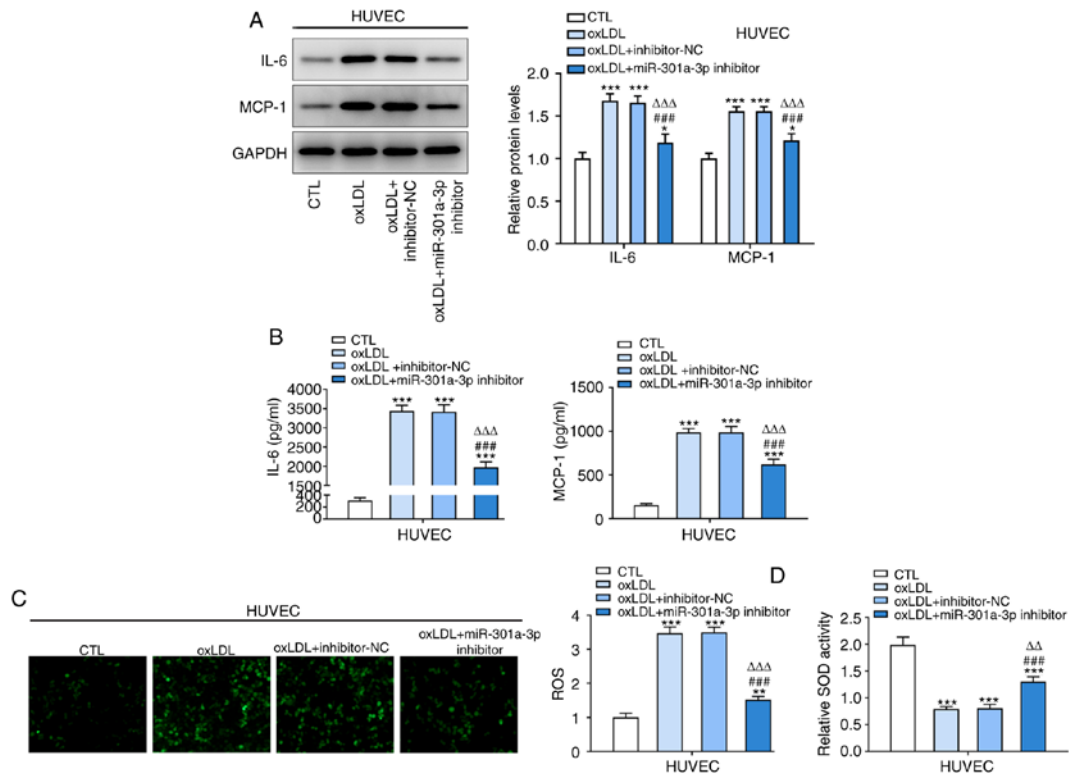 A
HUVEC
IL-6
MCP-1
GAPDH
CTL
oxLDL
oxLDL+
inhibitor-NC
oxLDL+miR-301a-3p
inhibitor
CTL
oxLDL
oxLDL+inhibitor-NC
oxLDL+miR-301a-3p inhibitor
HUVEC
Relative protein levels
2.0
1.5
1.0
0.5
0.0
*** ***
ΔΔΔ
###
*
*** ***
ΔΔΔ
###
*
IL-6 MCP-1
B
CTL
oxLDL
oxLDL +inhibitor-NC
oxLDL+miR-301a-3p inhibitor
IL-6 (pg/ml)
4000
3500
3000
2500
2000
1500
400
200
0
*** ***
ΔΔΔ
###
***
HUVEC
CTL
oxLDL
oxLDL +inhibitor-NC
oxLDL+miR-301a-3p inhibitor
MCP-1 (pg/ml)
1500
1000
500
0
*** ***
ΔΔΔ
###
***
HUVEC
C
HUVEC
CTL
oxLDL
oxLDL+inhibitor-NC
oxLDL+miR-301a-3p
inhibitor
CTL
oxLDL
oxLDL+inhibitor-NC
oxLDL+miR-301a-3p inhibitor
ROS
4
3
2
1
0
*** ***
ΔΔΔ
###
**
HUVEC
D
CTL
oxLDL
oxLDL+inhibitor-NC
oxLDL+miR-301a-3p inhibitor
Relative SOD activity
2.5
2.0
1.5
1.0
0.5
0.0
*** ***
ΔΔ
###
***
HUVEC